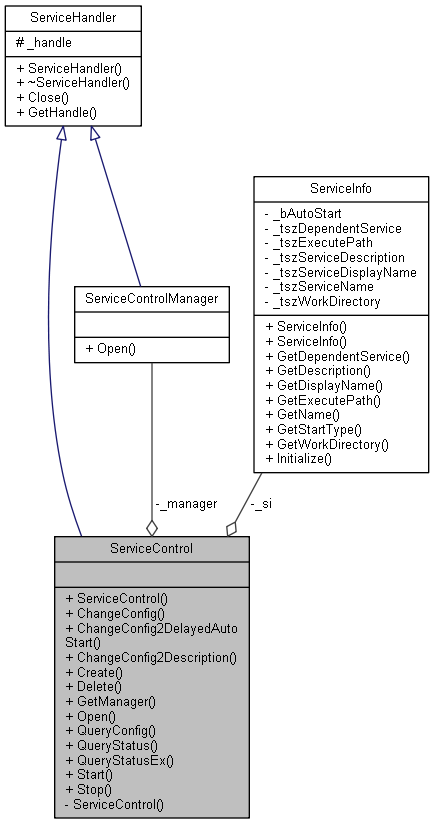 ServiceHandler
# _handle
+ ServiceHandler()
+ ~ServiceHandler()
+ Close()
+ GetHandle()
ServiceInfo
- _bAutoStart
- _tszDependentService
- _tszExecutePath
- _tszServiceDescription
- _tszServiceDisplayName
- _tszServiceName
- _tszWorkDirectory
+ ServiceInfo()
+ ServiceInfo()
+ GetDependentService()
+ GetDescription()
+ GetDisplayName()
+ GetExecutePath()
+ GetName()
+ GetStartType()
+ GetWorkDirectory()
+ Initialize()
ServiceControlManager
+ Open()
-_manager
-_si
ServiceControl
+ ServiceControl()
+ ChangeConfig()
+ ChangeConfig2DelayedAuto
Start()
+ ChangeConfig2Description()
+ Create()
+ Delete()
+ GetManager()
+ Open()
+ QueryConfig()
+ QueryStatus()
+ QueryStatusEx()
+ Start()
+ Stop()
- ServiceControl()